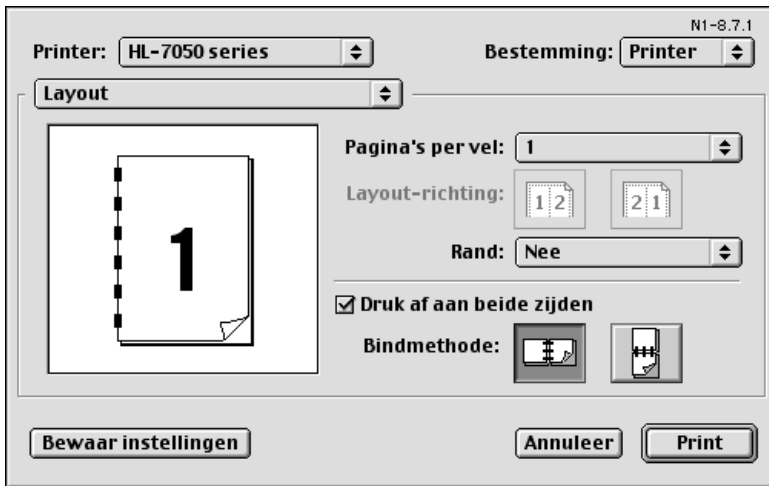 N1-8.7.1
Printer: HL-7050 series Bestemming: Printer
Layout
1
Pagina's per vel: 1
Layout-richting: 1 2 2 1
Rand: Nee
Druk af aan beide zijden
Bindmethode:
Bewaar instellingen Annuleer Print